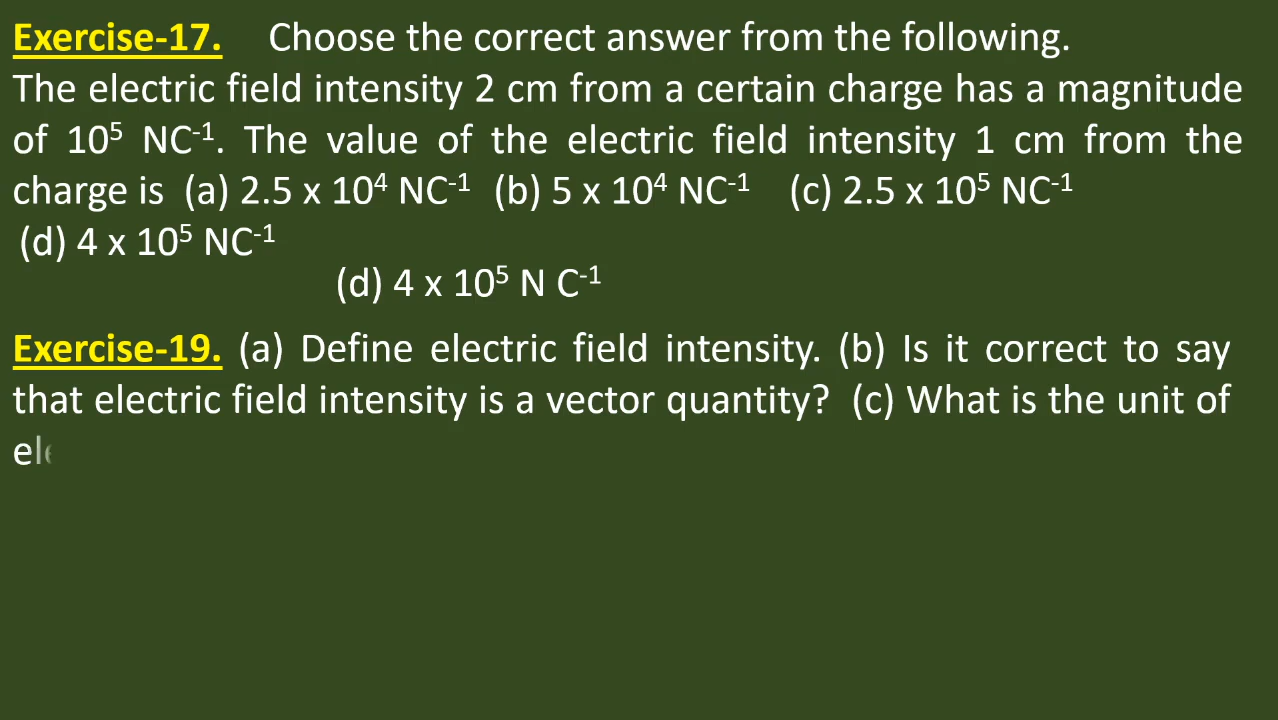 Exercise-17. Choose the correct answer from the following.
The electric field intensity 2 cm from a certain charge has a magnitude
of 10⁵ NC⁻¹. The value of the electric field intensity 1 cm from the
charge is (a) 2.5 x 10⁴ NC⁻¹ (b) 5 x 10⁴ NC⁻¹ (c) 2.5 x 10⁵ NC⁻¹
(d) 4 x 10⁵ NC⁻¹
(d) 4 x 10⁵ N C⁻¹
Exercise-19. (a) Define electric field intensity. (b) Is it correct to say
that electric field intensity is a vector quantity? (c) What is the unit of